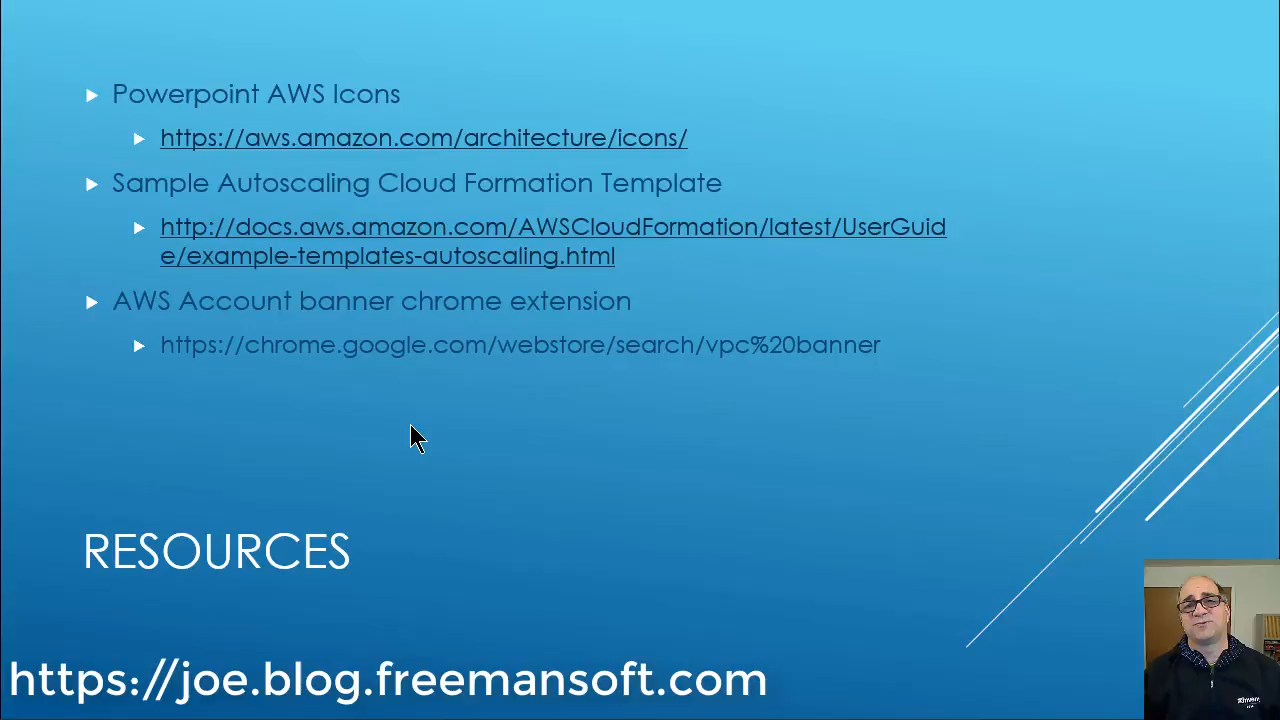 Powerpoint AWS Icons
https://aws.amazon.com/architecture/icons/
Sample Autoscaling Cloud Formation Template
http://docs.aws.amazon.com/AWSCloudFormation/latest/UserGuid
e/example-templates-autoscaling.html
AWS Account banner chrome extension
https://chrome.google.com/webstore/search/vpc%20banner
RESOURCES
https://joe.blog.freemansoft.com